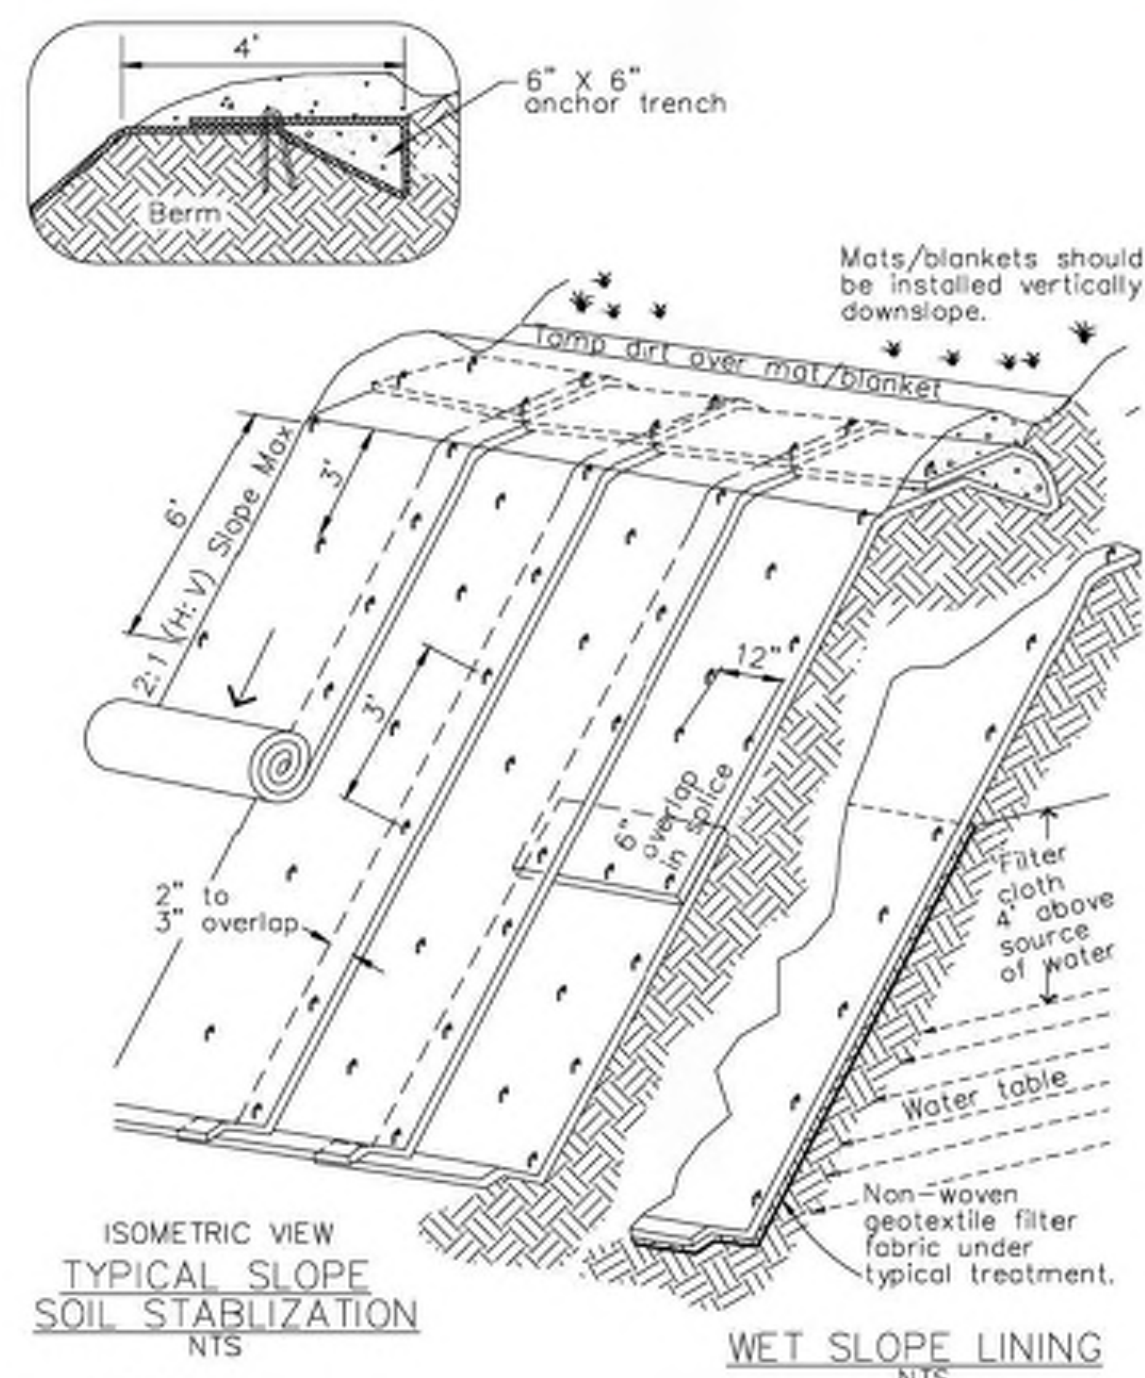 4'
6" X 6"
anchor trench
Berm
Mats/blankets should
be installed vertically
downslope.
Tamp dirt over mat/blanket
6'
2:1 (H:V) Slope Max
3'
3'
12"
6"
overlap
in splice
2" to
3" overlap
Filter
cloth
4' above
source
of water
Water table
Non-woven
geotextile filter
fabric under
typical treatment.
ISOMETRIC VIEW
TYPICAL SLOPE
SOIL STABLIZATION
NTS
WET SLOPE LINING
NTS